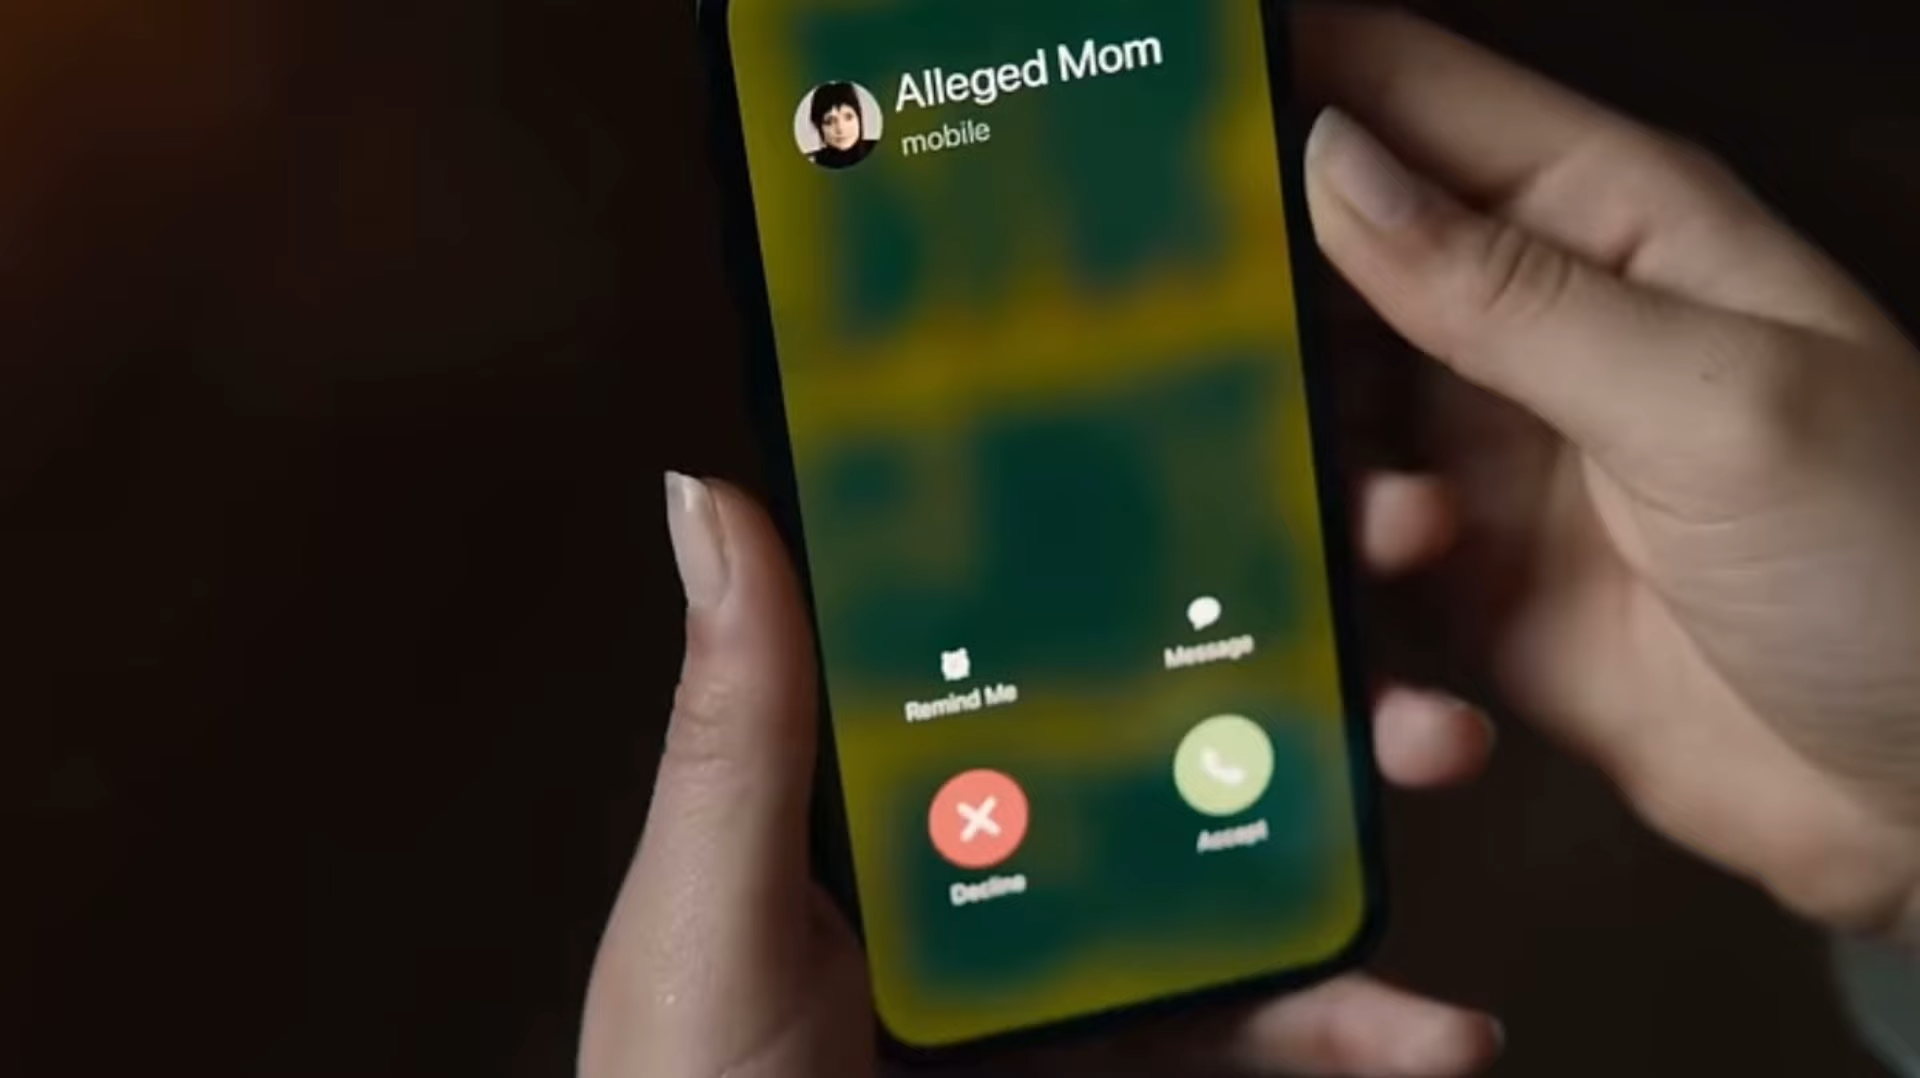 Alleged Mom
mobile
Message
Remind Me
Accept
Decline